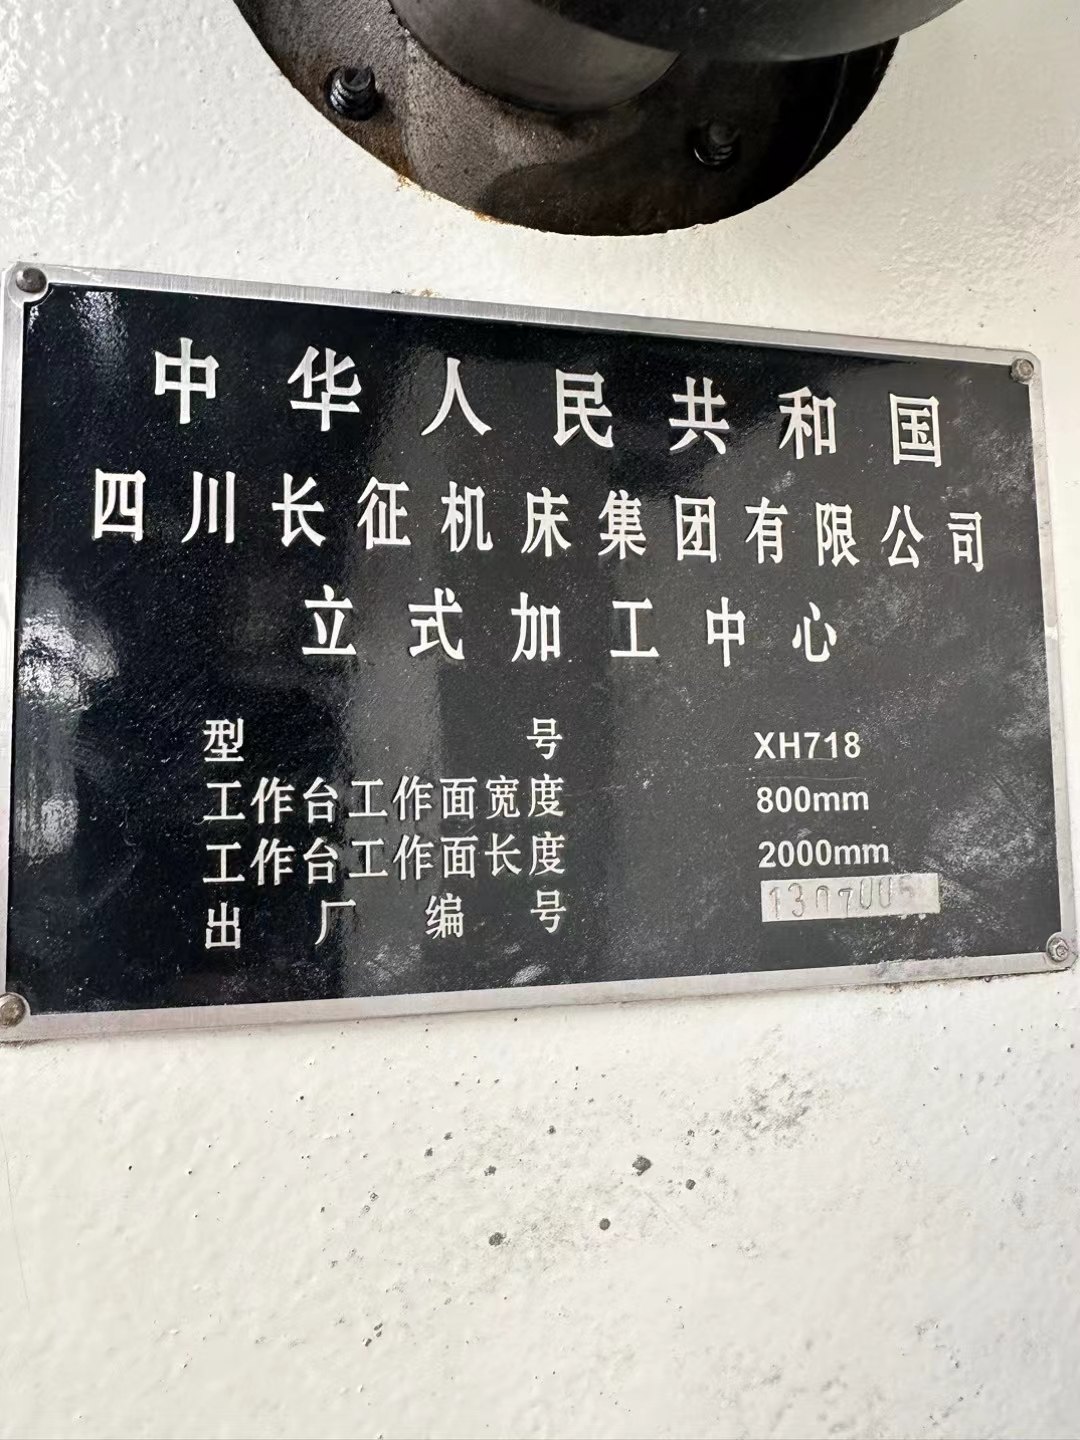 中华人民共和国
四川长征机床集团有限公司
立式加工中心
型号 XH718
工作台工作面宽度 800mm
工作台工作面长度 2000mm
出厂编号